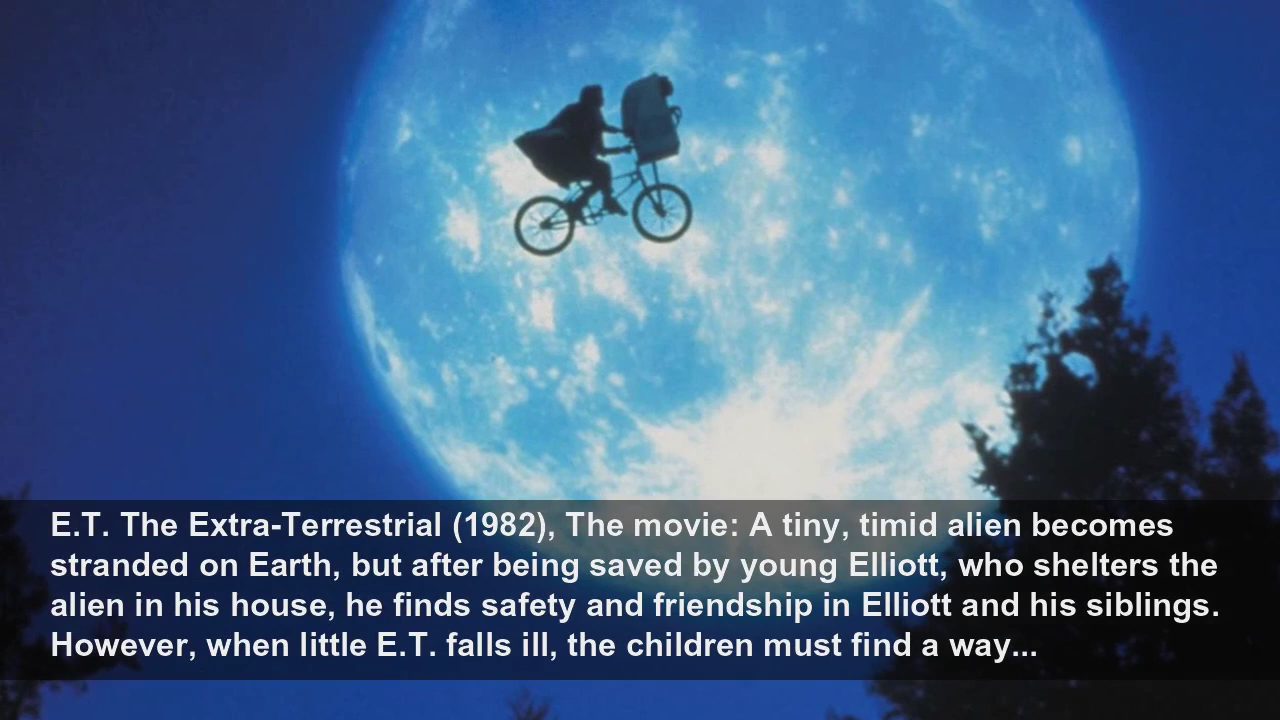 E.T. The Extra-Terrestrial (1982), The movie: A tiny, timid alien becomes
stranded on Earth, but after being saved by young Elliott, who shelters the
alien in his house, he finds safety and friendship in Elliott and his siblings.
However, when little E.T. falls ill, the children must find a way...